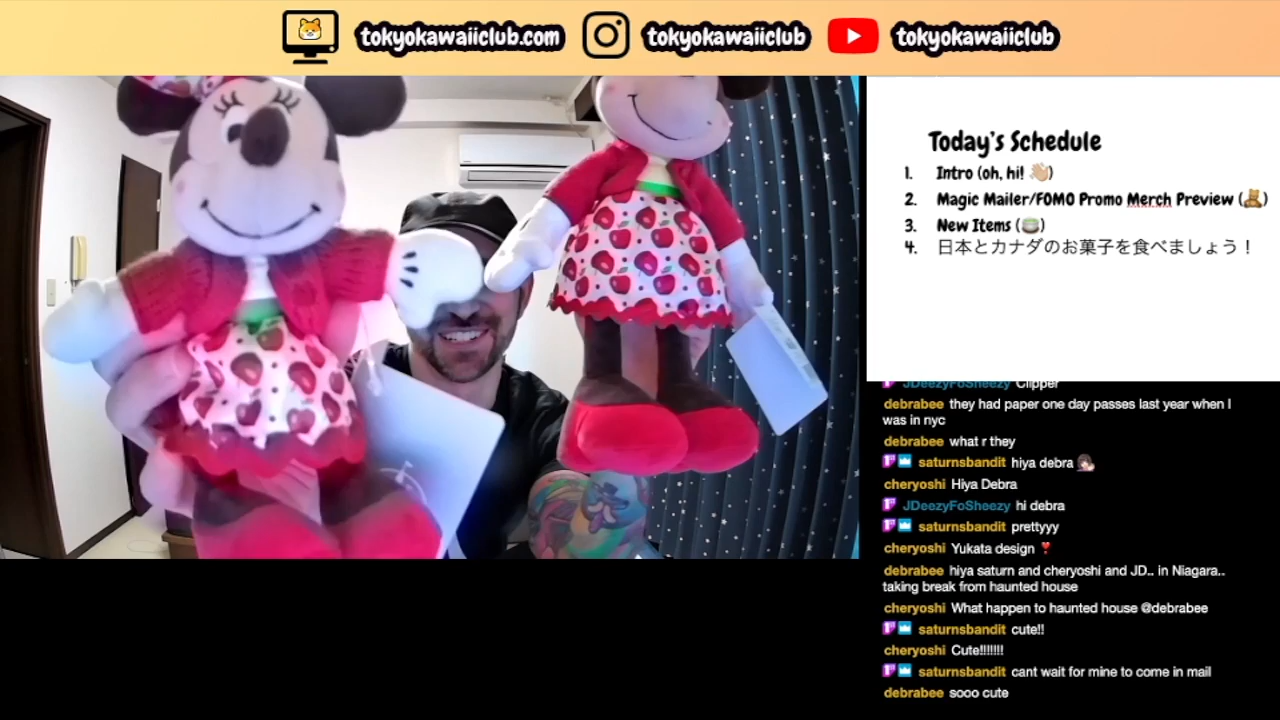 tokyokawaiiclub.com tokyokawaiiclub tokyokawaiiclub
Today's Schedule
1. Intro (oh, hi! 👋🏻)
2. Magic Mailer/FOMO Promo Merch Preview (🧸)
3. New Items (🍵)
4. 日本とカナダのお菓子を食べましょう！
JDeezyFoSheezy Clipper
debrabee they had paper one day passes last year when I
was in nyc
debrabee what r they
saturnsbandit hiya debra
cheryoshi Hiya Debra
JDeezyFoSheezy hi debra
saturnsbandit prettyyy
cheryoshi Yukata design ❣️
debrabee hiya saturn and cheryoshi and JD.. in Niagara..
taking break from haunted house
cheryoshi What happen to haunted house @debrabee
saturnsbandit cute!!
cheryoshi Cute!!!!!!!
saturnsbandit cant wait for mine to come in mail
debrabee sooo cute